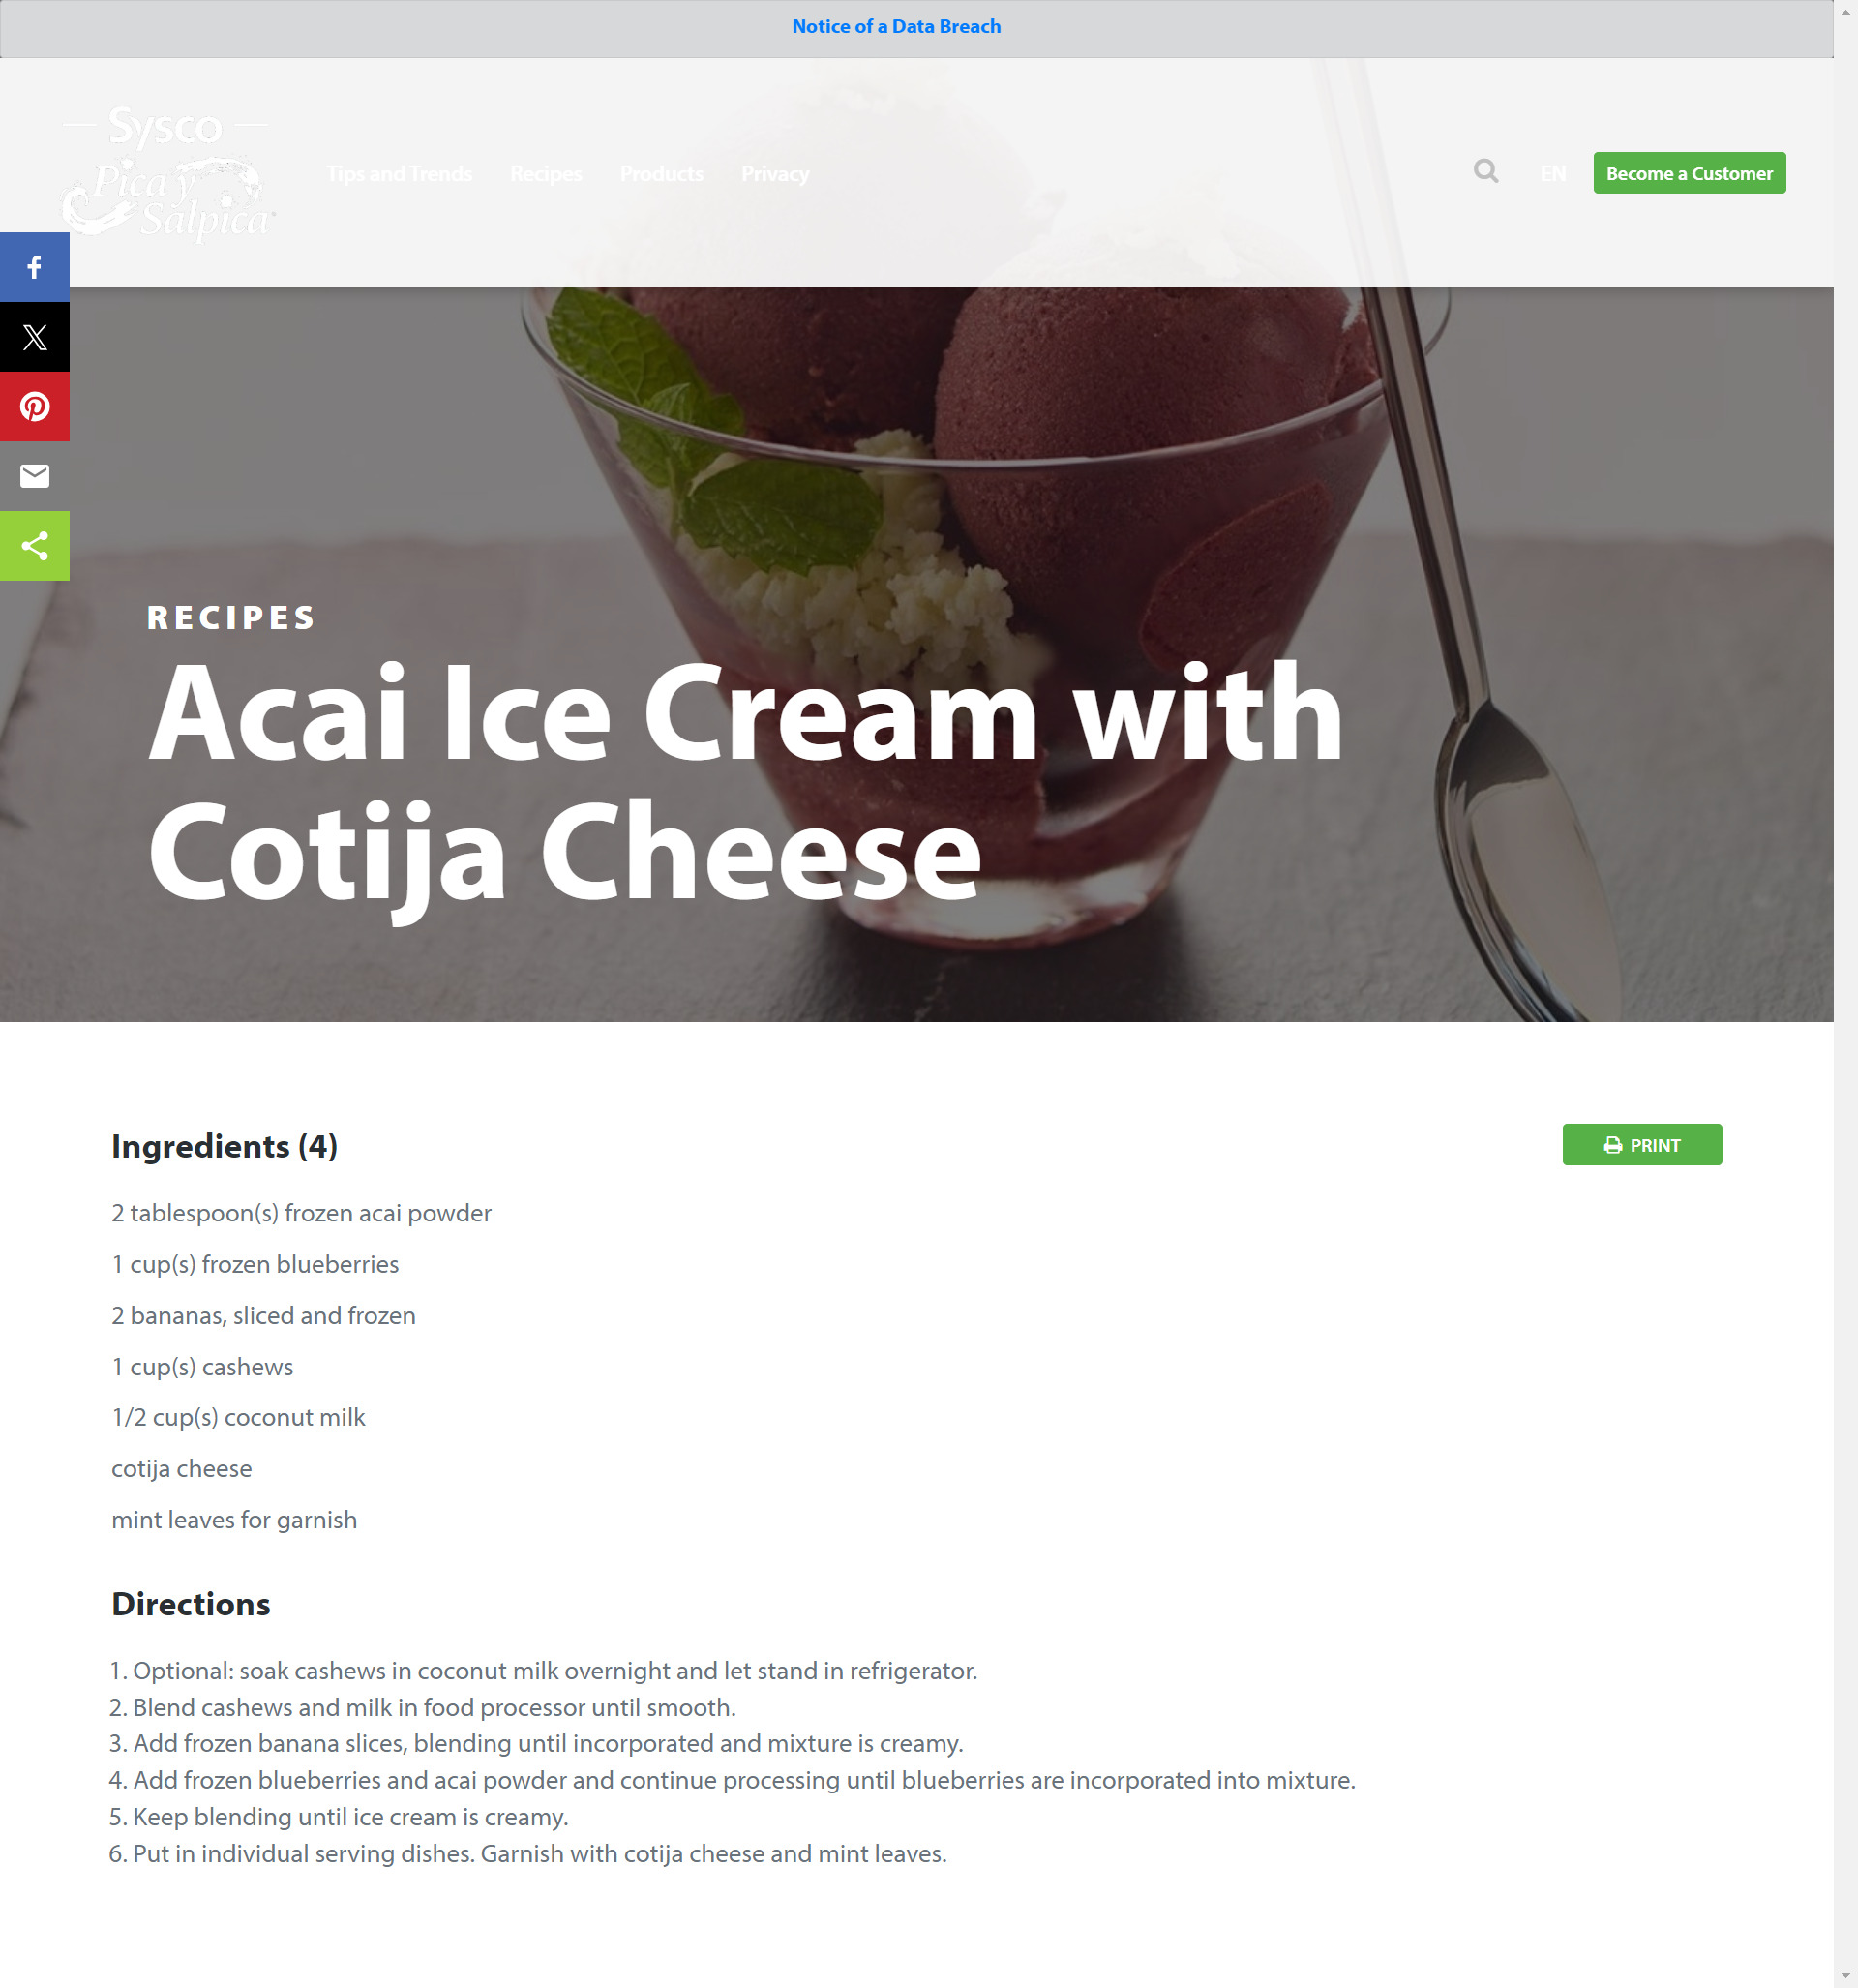 Notice of a Data Breach
Sysco
Pica y
Salpica
Tips and Trends Recipes Products Privacy
EN Become a Customer
RECIPES
Acai Ice Cream with
Cotija Cheese
Ingredients (4)
PRINT
2 tablespoon(s) frozen acai powder
1 cup(s) frozen blueberries
2 bananas, sliced and frozen
1 cup(s) cashews
1/2 cup(s) coconut milk
cotija cheese
mint leaves for garnish
Directions
1. Optional: soak cashews in coconut milk overnight and let stand in refrigerator.
2. Blend cashews and milk in food processor until smooth.
3. Add frozen banana slices, blending until incorporated and mixture is creamy.
4. Add frozen blueberries and acai powder and continue processing until blueberries are incorporated into mixture.
5. Keep blending until ice cream is creamy.
6. Put in individual serving dishes. Garnish with cotija cheese and mint leaves.